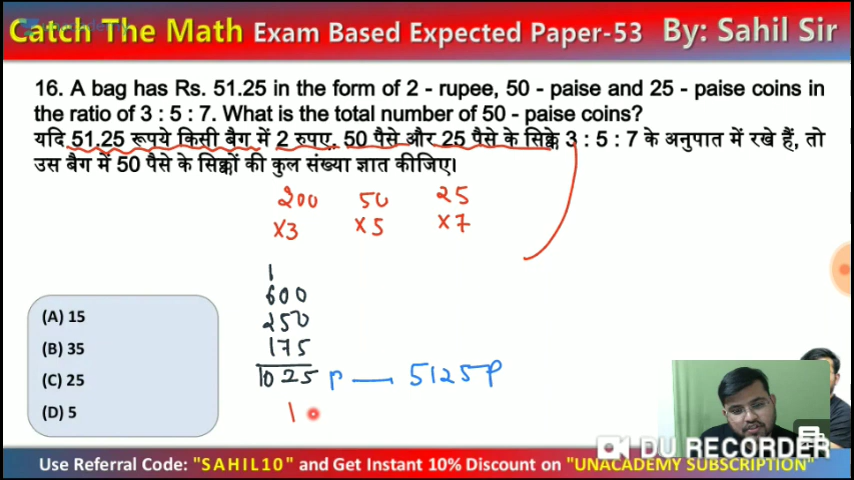 Catch The Math Exam Based Expected Paper-53 By: Sahil Sir
16. A bag has Rs. 51.25 in the form of 2 - rupee, 50 - paise and 25 - paise coins in
the ratio of 3 : 5 : 7. What is the total number of 50 - paise coins?
यदि 51.25 रूपये किसी बैग में 2 रुपए, 50 पैसे और 25 पैसे के सिक्के 3 : 5 : 7 के अनुपात में रखे हैं, तो
उस बैग में 50 पैसे के सिक्कों की कुल संख्या ज्ञात कीजिए।
200 50 25
x3 x5 x7
1
600
250
175
1025 P — 5125P
1
(A) 15
(B) 35
(C) 25
(D) 5
DU RECORDER
Use Referral Code: "SAHIL10" and Get Instant 10% Discount on "UNACADEMY SUBSCRIPTION"